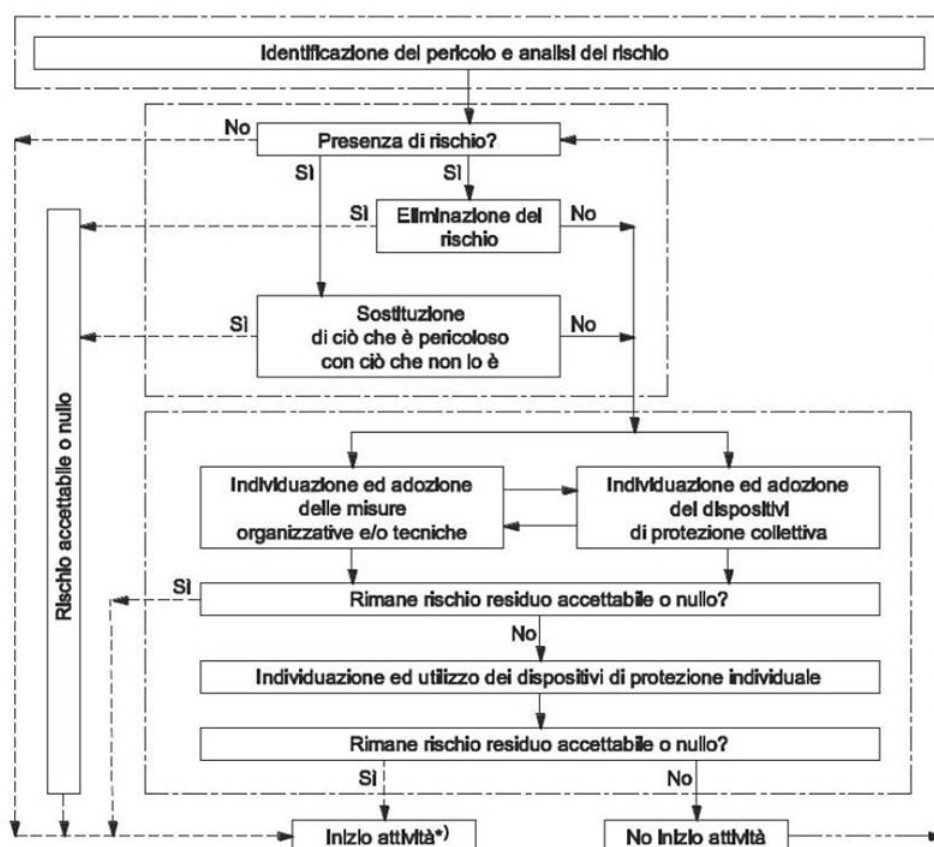 Identificazione del pericolo e analisi del rischio
No
Presenza di rischio?
Sì
Sì
Sì
Eliminazione del
rischio
No
Sì
Sostituzione
di ciò che è pericoloso
con ciò che non lo è
No
Rischio accettabile o nullo
Individuazione ed adozione
delle misure
organizzative e/o tecniche
Individuazione ed adozione
dei dispositivi
di protezione collettiva
Sì
Rimane rischio residuo accettabile o nullo?
No
Individuazione ed utilizzo dei dispositivi di protezione individuale
Rimane rischio residuo accettabile o nullo?
Sì
No
Inizio attività*)
No inizio attività